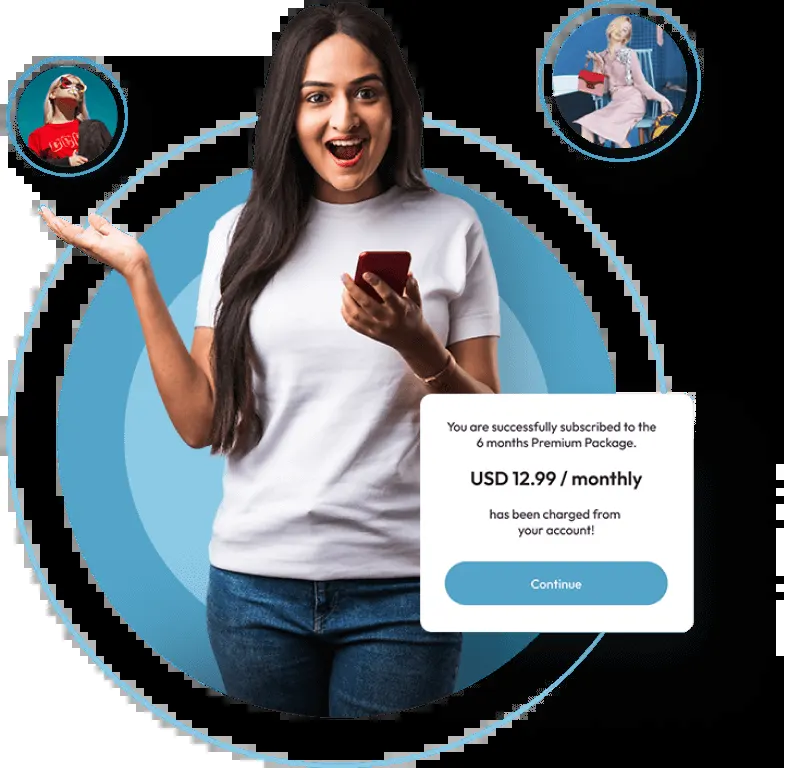 You are successfully subscribed to the
6 months Premium Package.
USD 12.99 / monthly
has been charged from
your account!
Continue